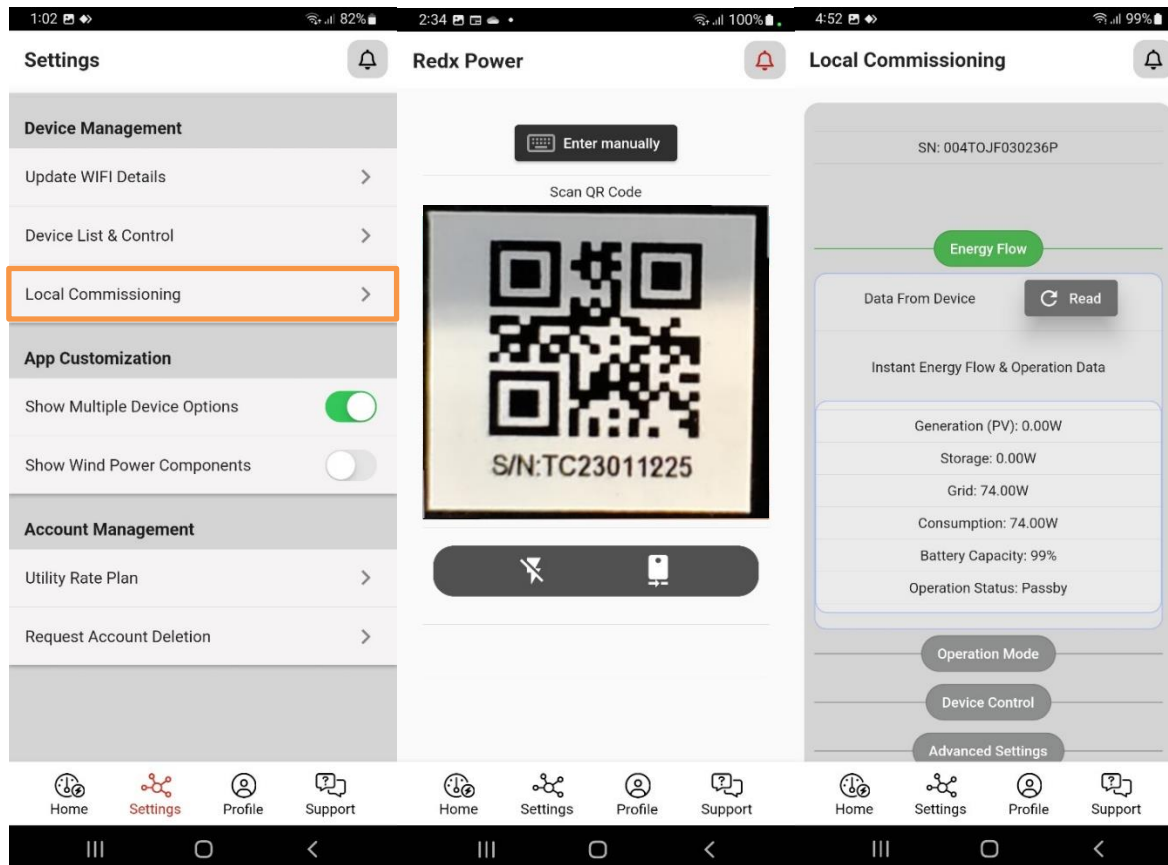 1:02
82%
Settings
Device Management
Update WIFI Details
Device List & Control
Local Commissioning
App Customization
Show Multiple Device Options
Show Wind Power Components
Account Management
Utility Rate Plan
Request Account Deletion
Home
Settings
Profile
Support
2:34
100%
Redx Power
Enter manually
Scan QR Code
S/N:TC23011225
Home
Settings
Profile
Support
4:52
99%
Local Commissioning
SN: 004TOJF030236P
Energy Flow
Data From Device
Read
Instant Energy Flow & Operation Data
Generation (PV): 0.00W
Storage: 0.00W
Grid: 74.00W
Consumption: 74.00W
Battery Capacity: 99%
Operation Status: Passby
Operation Mode
Device Control
Advanced Settings
Home
Settings
Profile
Support